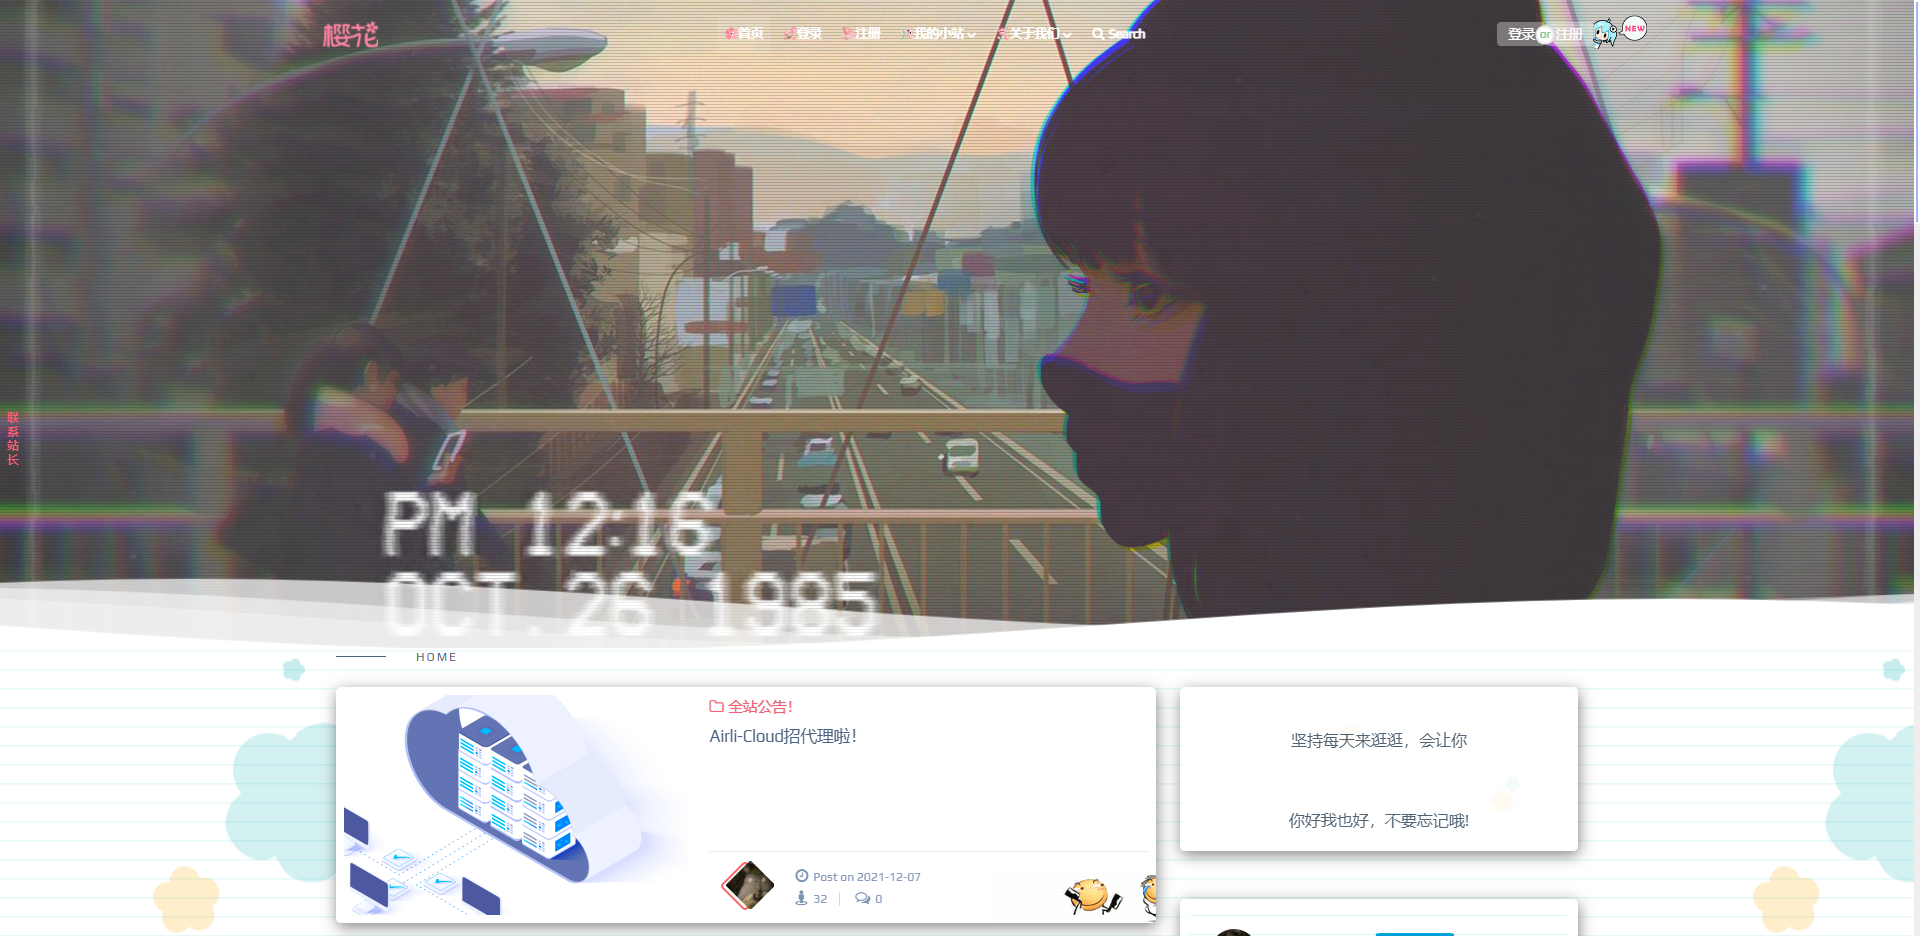 樱花
首页 登录 注册 我的小站 关于我们 Search
登录 or 注册
NEW
联系站长
PM 12:16
OCT. 26 1985
HOME
全站公告!
Airli-Cloud招代理啦!
Post on 2021-12-07
32 0
坚持每天来逛逛，会让你
你好我也好，不要忘记哦!